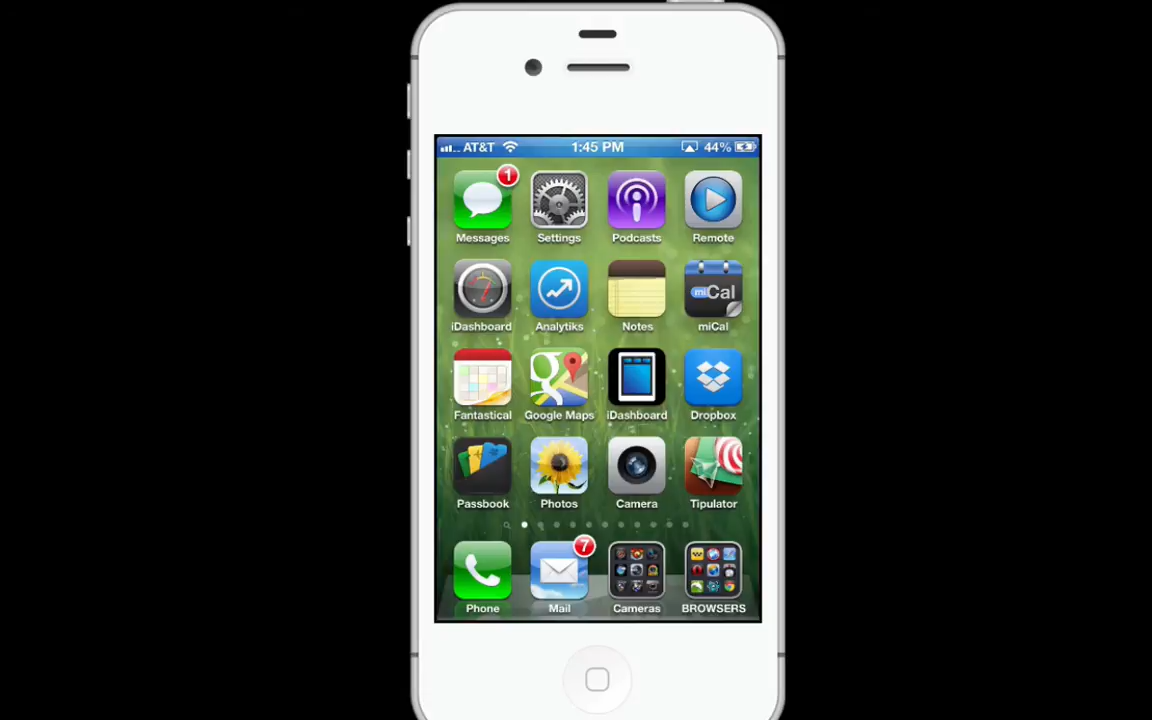 AT&T 1:45 PM 44%
1
Messages Settings Podcasts Remote
miCal
iDashboard Analytiks Notes miCal
g
Fantastical Google Maps iDashboard Dropbox
Passbook Photos Camera Tipulator
7
Phone Mail Cameras BROWSERS